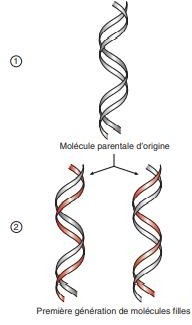 ①
Molécule parentale d'origine
②
Première génération de molécules filles